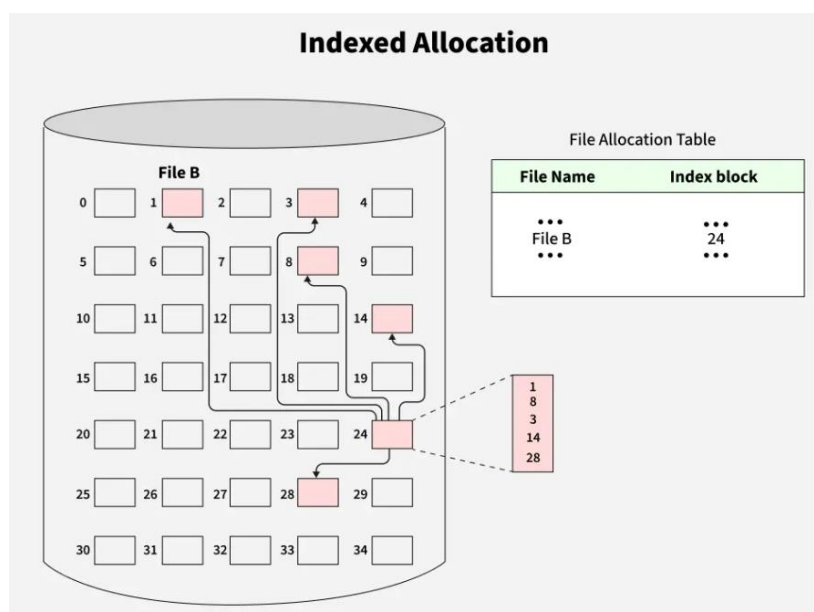 Indexed Allocation
File Allocation Table
File Name Index block
... ...
File B 24
... ...
File B
0 1 2 3 4
5 6 7 8 9
10 11 12 13 14
15 16 17 18 19
20 21 22 23 24
25 26 27 28 29
30 31 32 33 34
1
8
3
14
28